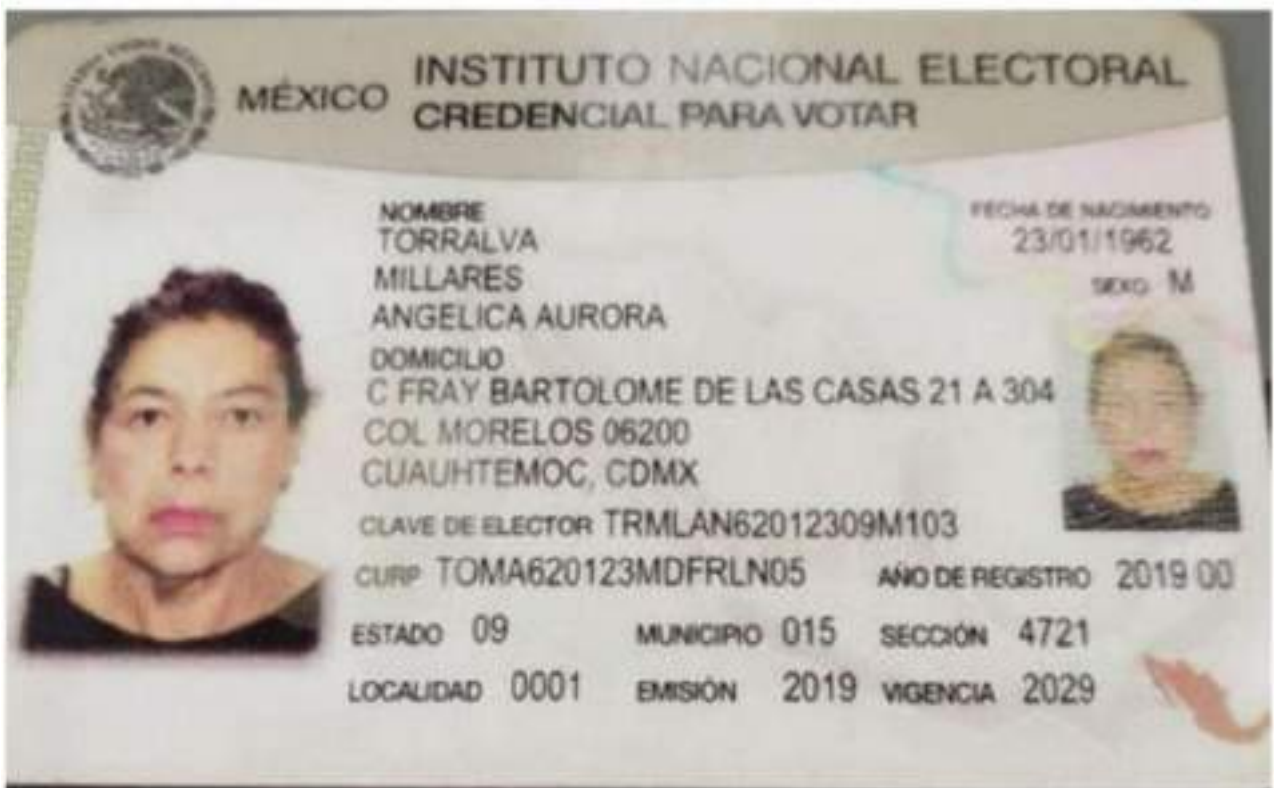 MÉXICO
INSTITUTO NACIONAL ELECTORAL
CREDENCIAL PARA VOTAR
NOMBRE
TORRALVA
MILLARES
ANGELICA AURORA
FECHA DE NACIMIENTO
23/01/1962
SEXO M
DOMICILIO
C FRAY BARTOLOME DE LAS CASAS 21 A 304
COL MORELOS 06200
CUAUHTEMOC, CDMX
CLAVE DE ELECTOR TRMLAN62012309M103
CURP TOMA620123MDFRLN05 AÑO DE REGISTRO 2019 00
ESTADO 09 MUNICIPIO 015 SECCIÓN 4721
LOCALIDAD 0001 EMISIÓN 2019 VIGENCIA 2029